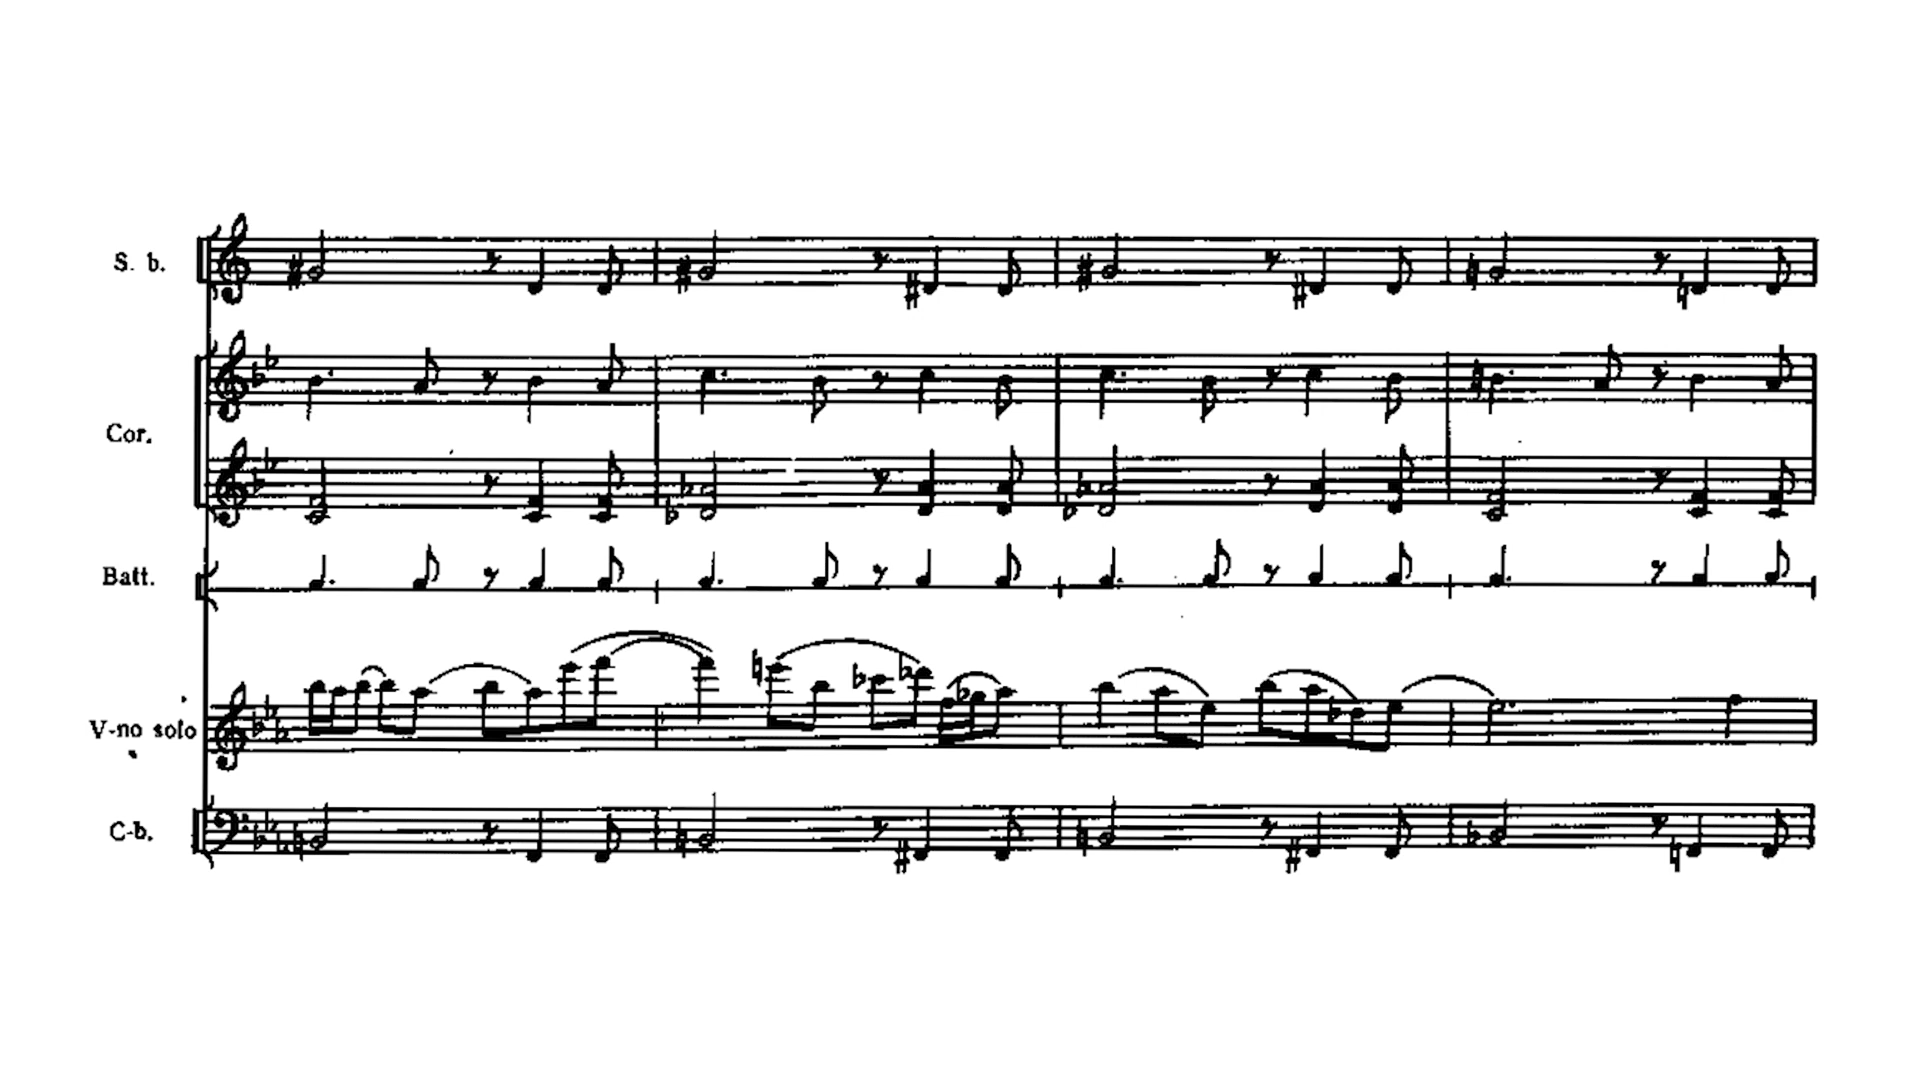 S. b.
Cor.
Batt.
V-no solo
C-b.